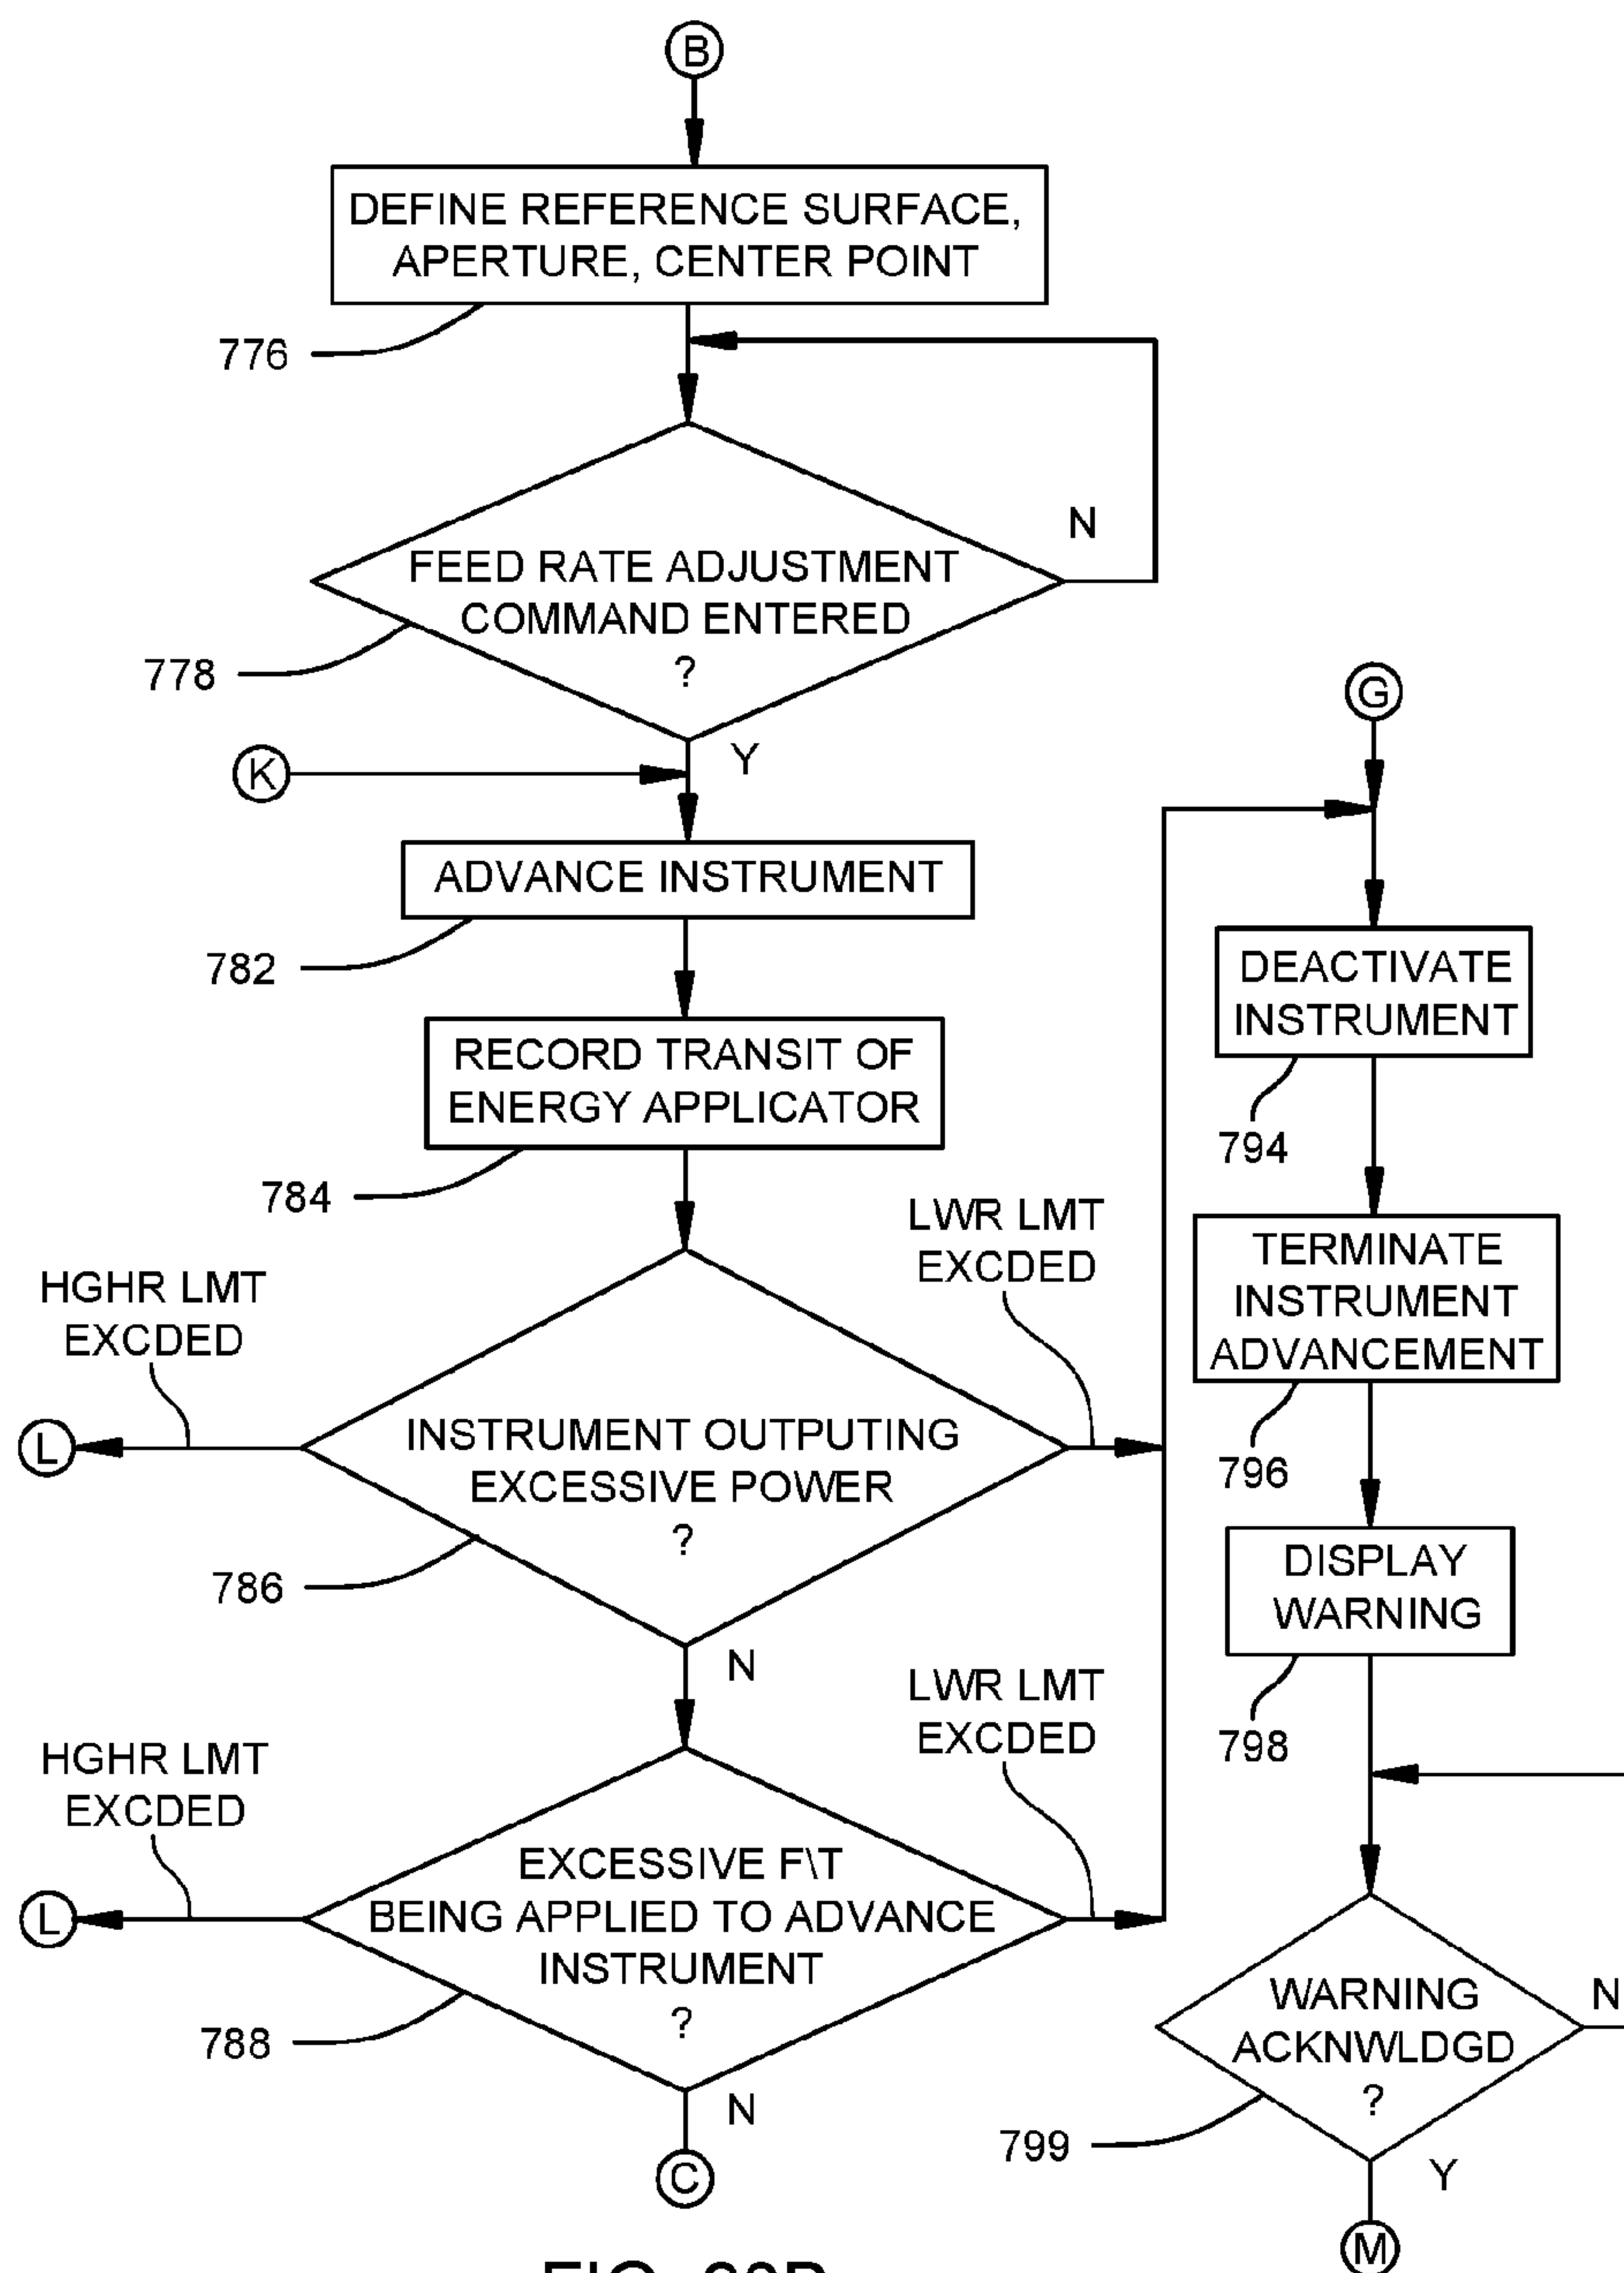 B
DEFINE REFERENCE SURFACE,
APERTURE, CENTER POINT
776
N
FEED RATE ADJUSTMENT
COMMAND ENTERED
?
778
Y
K
ADVANCE INSTRUMENT
782
RECORD TRANSIT OF
ENERGY APPLICATOR
784
HGHR LMT
EXCDED
LWR LMT
EXCDED
L
INSTRUMENT OUTPUTING
EXCESSIVE POWER
?
786
N
HGHR LMT
EXCDED
LWR LMT
EXCDED
L
EXCESSIVE F\T
BEING APPLIED TO ADVANCE
INSTRUMENT
?
788
N
C
G
DEACTIVATE
INSTRUMENT
794
TERMINATE
INSTRUMENT
ADVANCEMENT
796
DISPLAY
WARNING
798
WARNING
ACKNWLDGD
?
N
799
Y
M